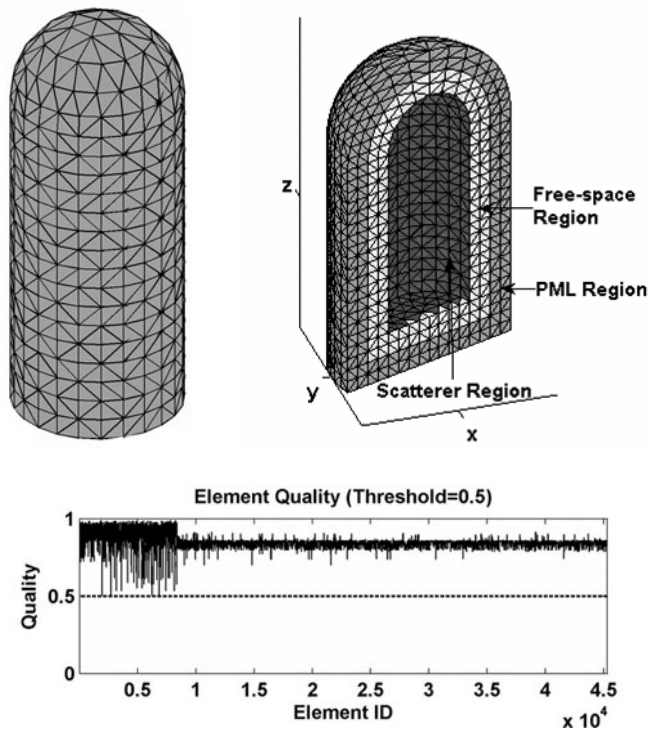 z
Free-space
Region
PML Region
y
Scatterer Region
x
Element Quality (Threshold=0.5)
Quality
1
0.5
0
0.5 1 1.5 2 2.5 3 3.5 4 4.5
Element ID
x 10^4